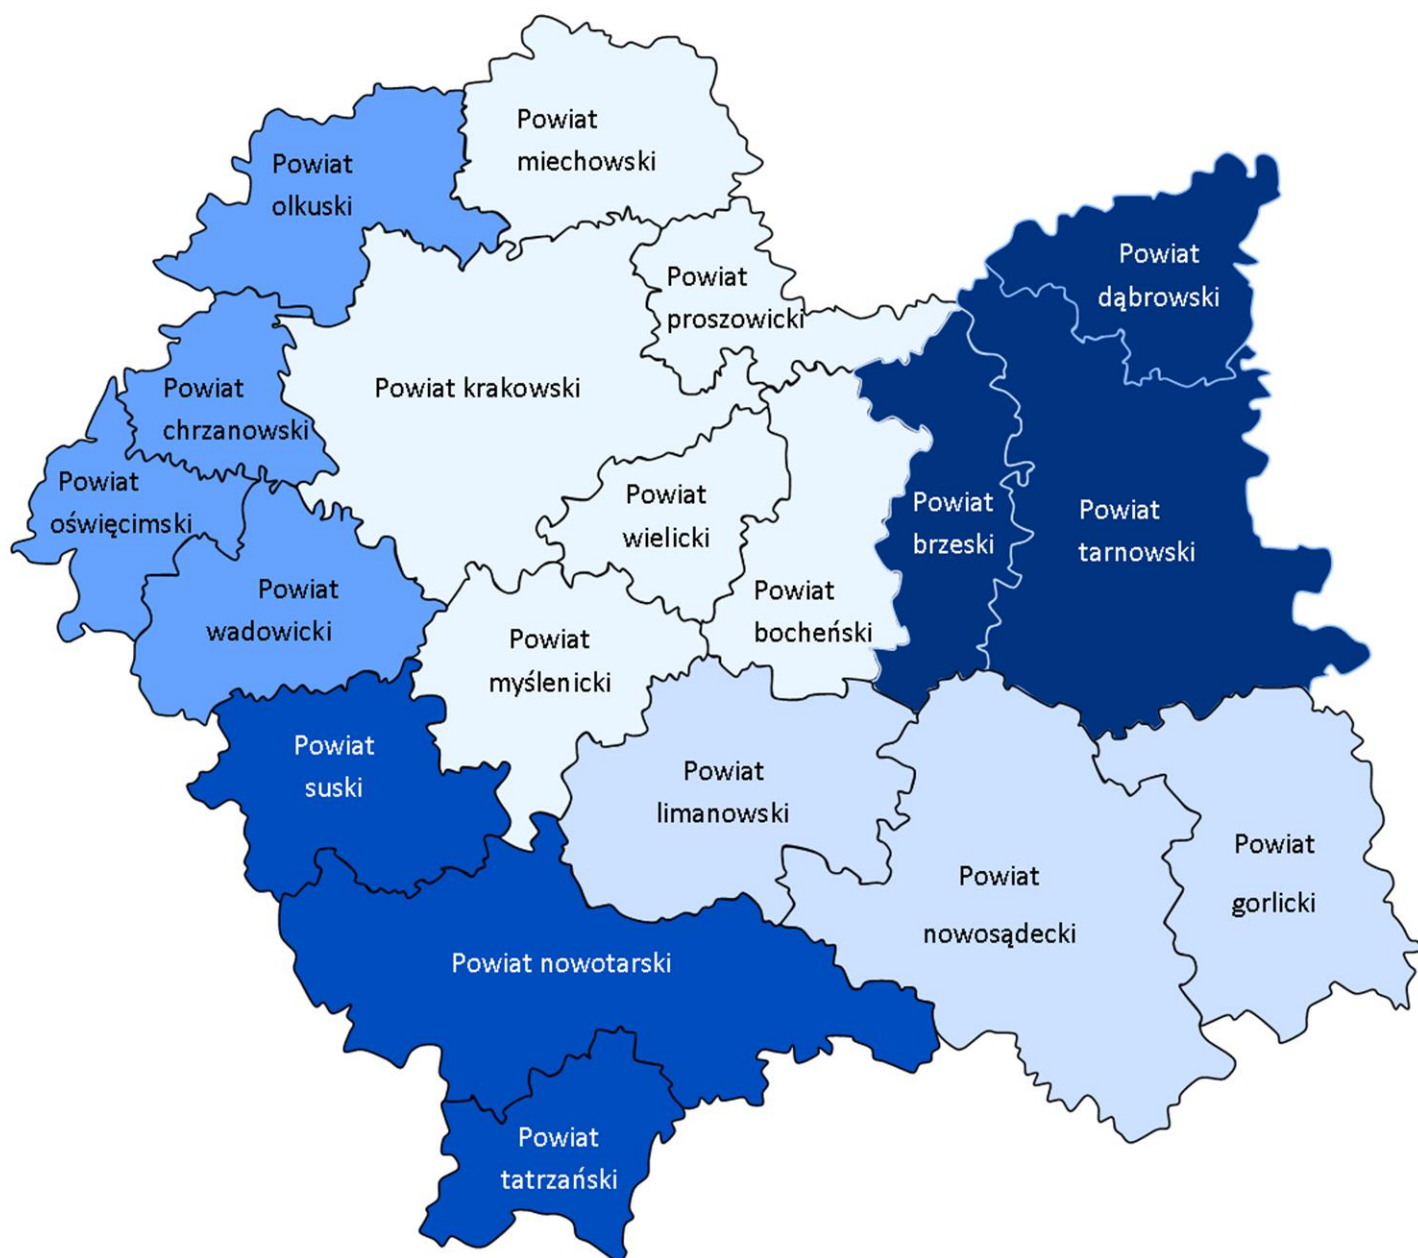 Powiat
miechowski
Powiat
olkuski
Powiat
dąbrowski
Powiat
proszowicki
Powiat krakowski
Powiat
chrzanowski
Powiat
oświęcimski
Powiat
wielicki
Powiat
brzeski
Powiat
tarnowski
Powiat
wadowicki
Powiat
bocheński
Powiat
myślenicki
Powiat
suski
Powiat
limanowski
Powiat
gorlicki
Powiat
nowosądecki
Powiat nowotarski
Powiat
tatrzański